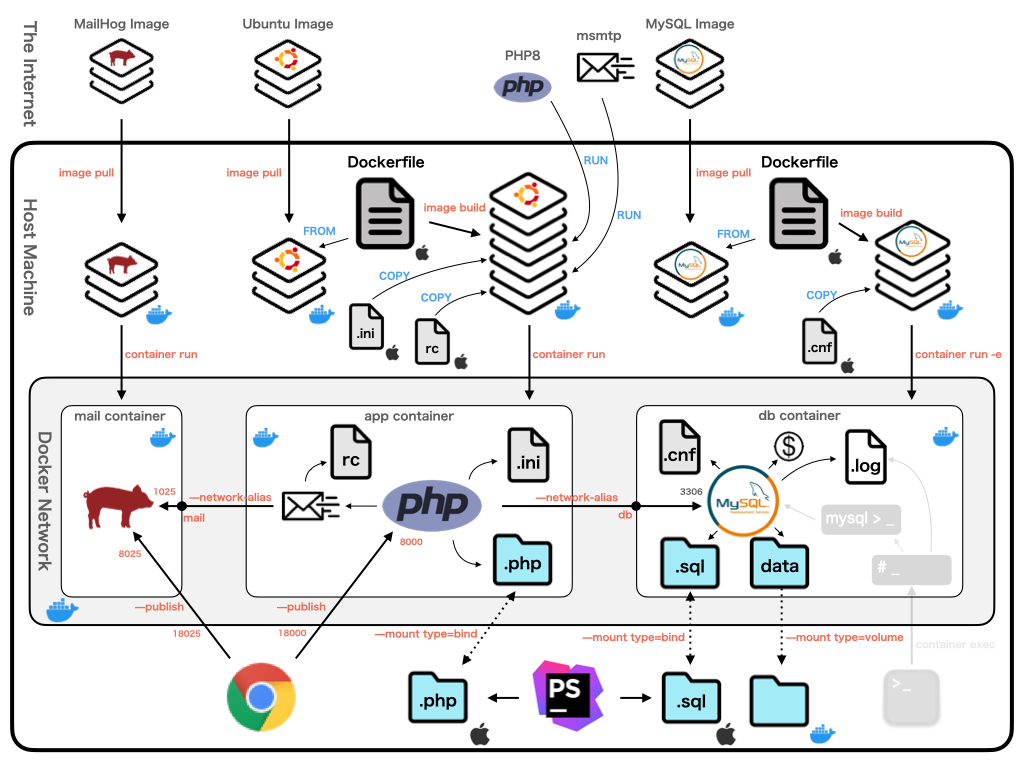 The Internet
MailHog Image
Ubuntu Image
PHP8
php
msmtp
MySQL Image
MySQL
Host Machine
image pull
image pull
image pull
Dockerfile
Dockerfile
RUN
RUN
image build
image build
FROM
FROM
COPY
COPY
COPY
MySQL
MySQL
.ini
rc
.cnf
container run
container run
container run -e
Docker Network
mail container
app container
db container
rc
.ini
.cnf
$
.log
1025
—network-alias
mail
php
8000
—network-alias
db
3306
MySQL
mysql > _
# _
8025
.php
.sql
data
—publish
18025
—publish
18000
—mount type=bind
—mount type=bind
—mount type=volume
container exec
.php
PS
.sql
>_